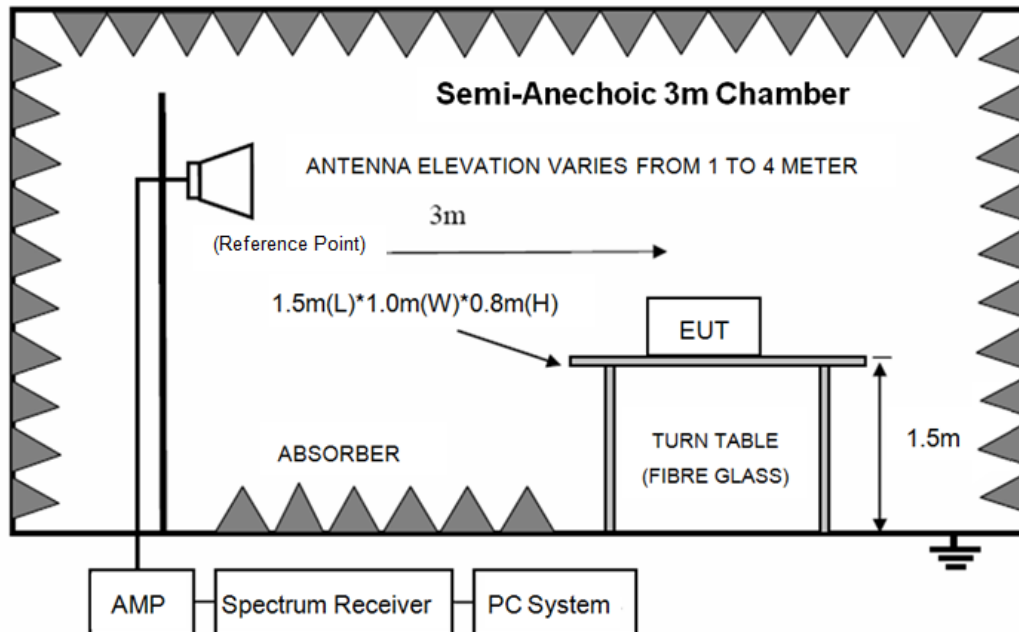 Semi-Anechoic 3m Chamber
ANTENNA ELEVATION VARIES FROM 1 TO 4 METER
3m
(Reference Point)
1.5m(L)*1.0m(W)*0.8m(H)
EUT
TURN TABLE
(FIBRE GLASS)
1.5m
ABSORBER
AMP
Spectrum Receiver
PC System